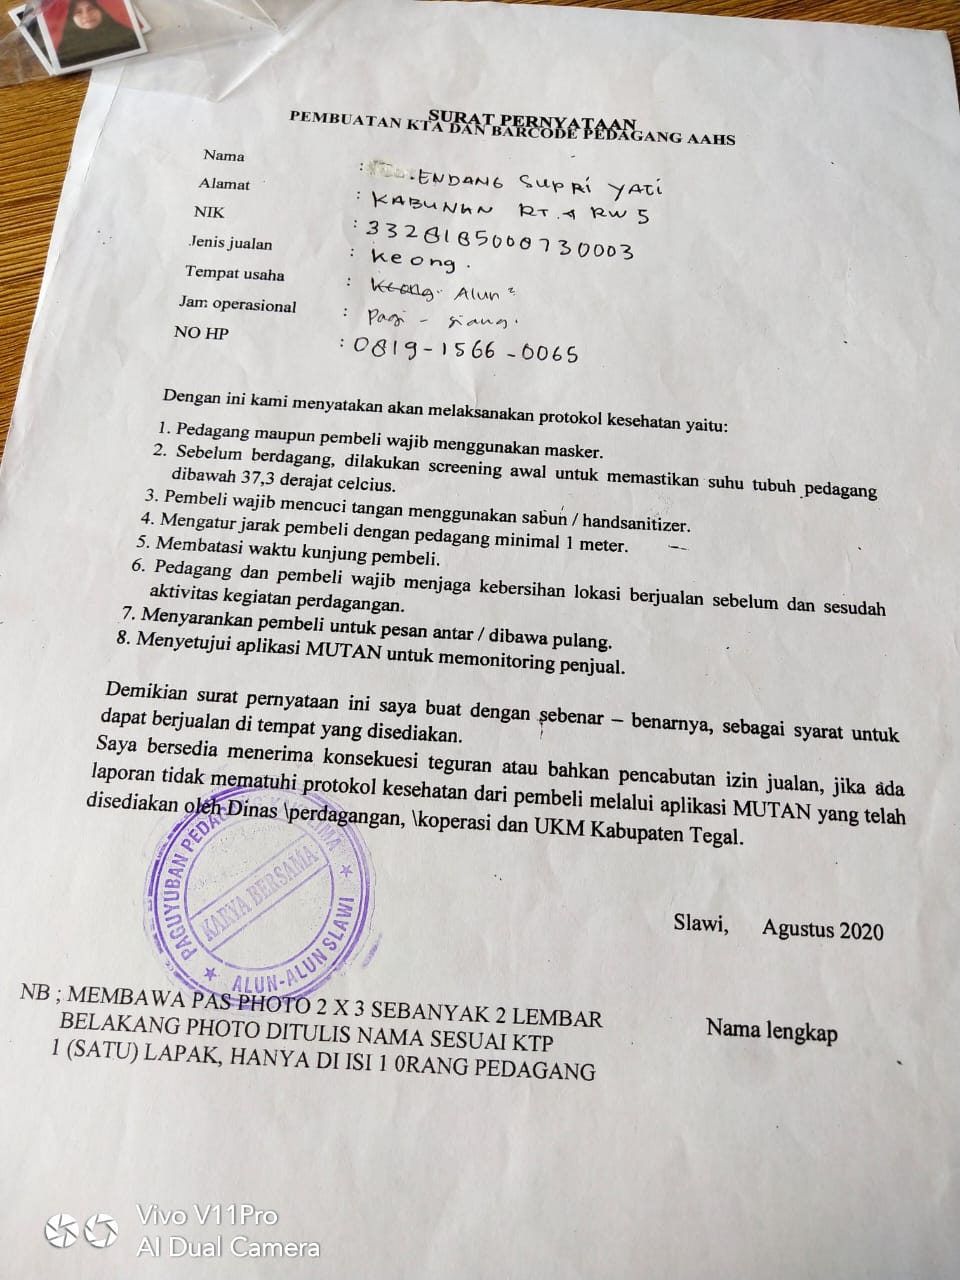 SURAT PERNYATAAN
PEMBUATAN KTA DAN BARCODE PEDAGANG AAHS
Nama : ENDANG SUPRI YATI
Alamat : KABUNAN RT. 4 RW 5
NIK : 3328185000730003
Jenis jualan : Keong.
Tempat usaha : Keong. Alun²
Jam operasional : Pagi - siang.
NO HP : 0819-1566-0065
Dengan ini kami menyatakan akan melaksanakan protokol kesehatan yaitu:
1. Pedagang maupun pembeli wajib menggunakan masker.
2. Sebelum berdagang, dilakukan screening awal untuk memastikan suhu tubuh pedagang
dibawah 37,3 derajat celcius.
3. Pembeli wajib mencuci tangan menggunakan sabun / handsanitizer.
4. Mengatur jarak pembeli dengan pedagang minimal 1 meter.
5. Membatasi waktu kunjung pembeli.
6. Pedagang dan pembeli wajib menjaga kebersihan lokasi berjualan sebelum dan sesudah
aktivitas kegiatan perdagangan.
7. Menyarankan pembeli untuk pesan antar / dibawa pulang.
8. Menyetujui aplikasi MUTAN untuk memonitoring penjual.
Demikian surat pernyataan ini saya buat dengan sebenar – benarnya, sebagai syarat untuk
dapat berjualan di tempat yang disediakan.
Saya bersedia menerima konsekuesi teguran atau bahkan pencabutan izin jualan, jika ada
laporan tidak mematuhi protokol kesehatan dari pembeli melalui aplikasi MUTAN yang telah
disediakan oleh Dinas \perdagangan, \koperasi dan UKM Kabupaten Tegal.
PAGUYUBAN PEDAGANG KAKI LIMA
KARYA BERSAMA
ALUN-ALUN SLAWI
Slawi, Agustus 2020
NB ; MEMBAWA PAS PHOTO 2 X 3 SEBANYAK 2 LEMBAR
BELAKANG PHOTO DITULIS NAMA SESUAI KTP
1 (SATU) LAPAK, HANYA DI ISI 1 0RANG PEDAGANG
Nama lengkap
Vivo V11Pro
AI Dual Camera